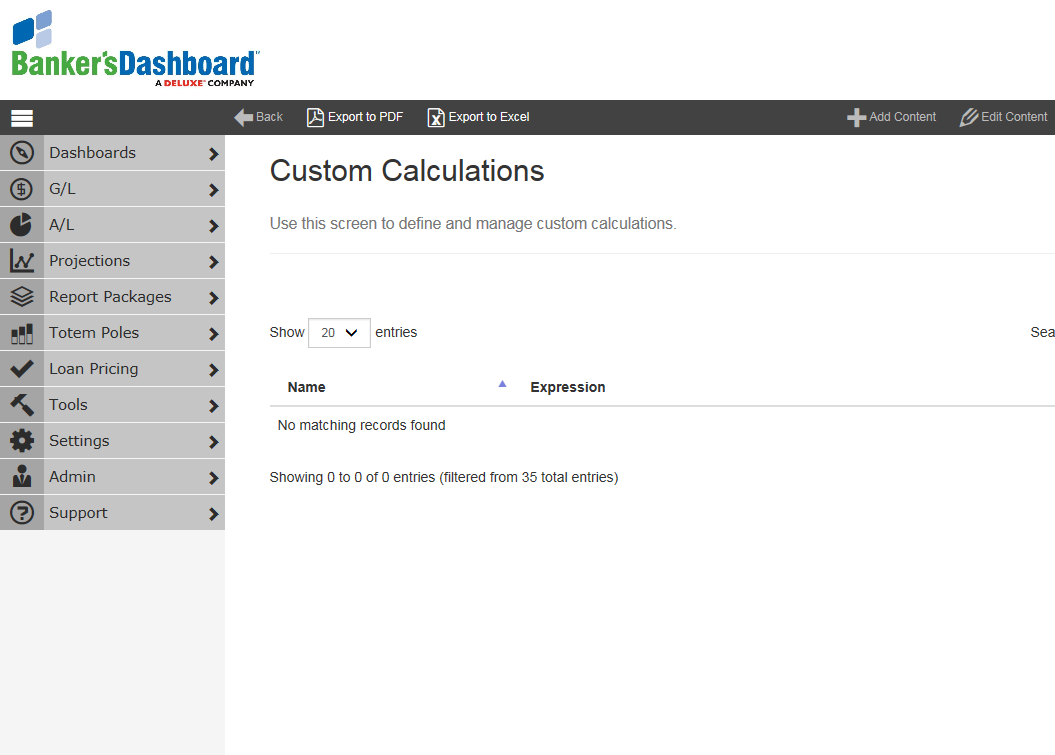 Banker'sDashboard
A DELUXE COMPANY
Back Export to PDF Export to Excel Add Content Edit Content
Dashboards
G/L
A/L
Projections
Report Packages
Totem Poles
Loan Pricing
Tools
Settings
Admin
Support
Custom Calculations
Use this screen to define and manage custom calculations.
Show 20 entries Sea
Name Expression
No matching records found
Showing 0 to 0 of 0 entries (filtered from 35 total entries)